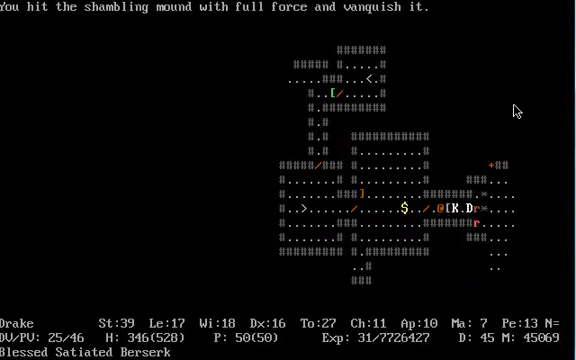 You hit the shambling mound with full force and vanquish it.
#######
##### #.....#
.....###...<.#
#..[/.....#
#.#########
#.#
#.#   ###########
#.#   #.........#
#####/###  #.........#         +##
#.......#  #.........#      ###...
#.......###].........#######.*...
#..>....../......$../.@[K.Dr*....
#.......###.........#######r.....
#.......#  #.........#      ###...
#########  #.#########         ...
..#                 ..
###
Drake St:39 Le:17 Wi:18 Dx:16 To:27 Ch:11 Ap:10 Ma: 7 Pe:13 N=
DV/PV: 25/46 H: 346(528) P: 50(50) Exp: 31/7726427 D: 45 M: 45069
Blessed Satiated Berserk